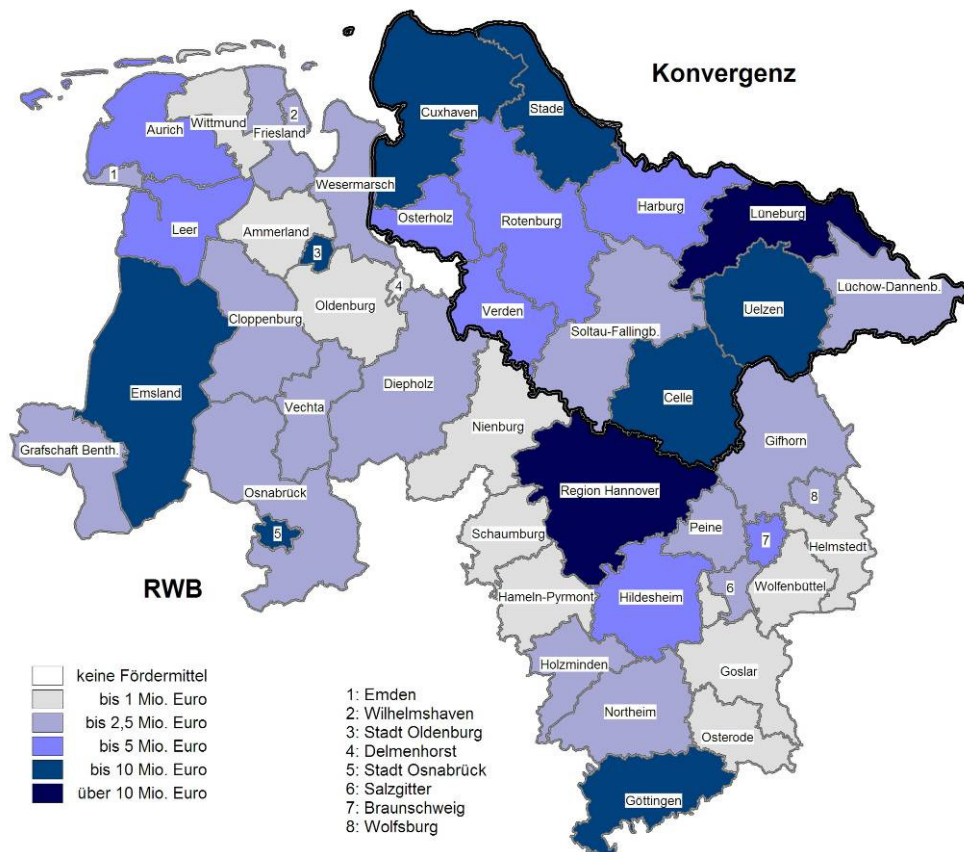 Konvergenz
Cuxhaven
Stade
2
Wittmund
Aurich
Friesland
1
Wesermarsch
Harburg
Lüneburg
Osterholz
Rotenburg
Leer
Ammerland
3
4
Lüchow-Dannenb.
Oldenburg
Verden
Uelzen
Cloppenburg
Soltau-Fallingb.
Diepholz
Emsland
Celle
Vechta
Nienburg
Gifhorn
Grafschaft Benth.
Osnabrück
Region Hannover
8
Peine
5
Schaumburg
7
Helmstedt
RWB
Hameln-Pyrmont
Hildesheim
6
Wolfenbüttel
Holzminden
Goslar
Northeim
Osterode
Göttingen
keine Fördermittel
bis 1 Mio. Euro
bis 2,5 Mio. Euro
bis 5 Mio. Euro
bis 10 Mio. Euro
über 10 Mio. Euro
1: Emden
2: Wilhelmshaven
3: Stadt Oldenburg
4: Delmenhorst
5: Stadt Osnabrück
6: Salzgitter
7: Braunschweig
8: Wolfsburg